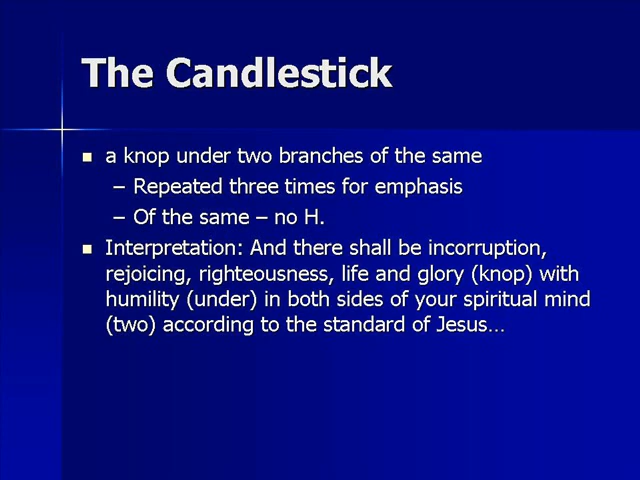 The Candlestick
a knop under two branches of the same
– Repeated three times for emphasis
– Of the same – no H.
Interpretation: And there shall be incorruption,
rejoicing, righteousness, life and glory (knop) with
humility (under) in both sides of your spiritual mind
(two) according to the standard of Jesus…